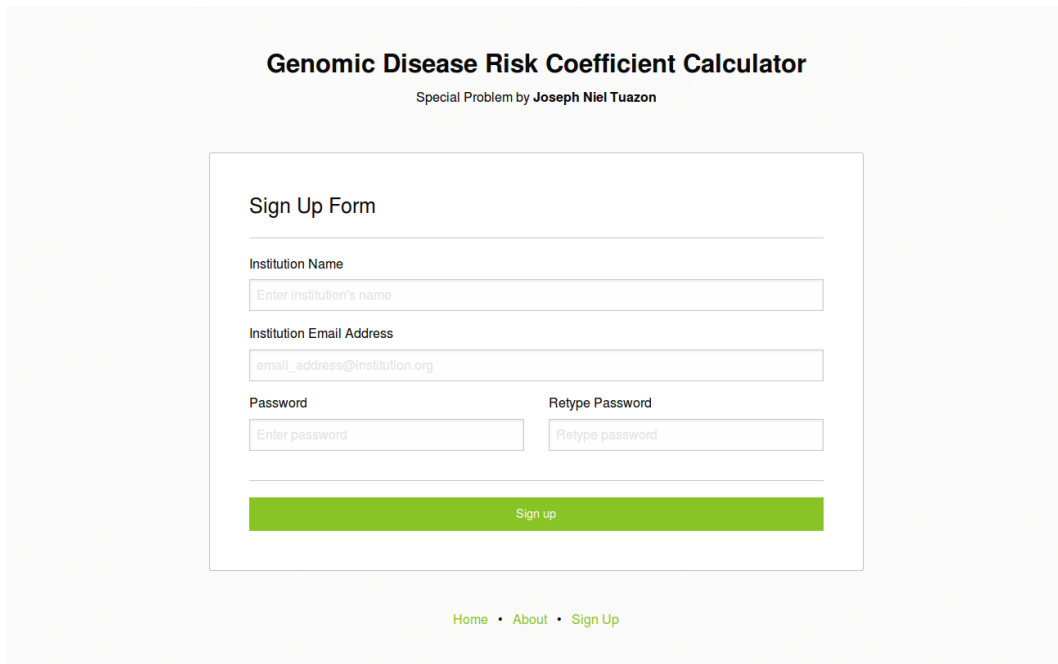 Genomic Disease Risk Coefficient Calculator
Special Problem by Joseph Niel Tuazon
Sign Up Form
Institution Name
Enter institution's name
Institution Email Address
email_address@institution.org
Password Retype Password
Enter password Retype password
Sign up
Home • About • Sign Up